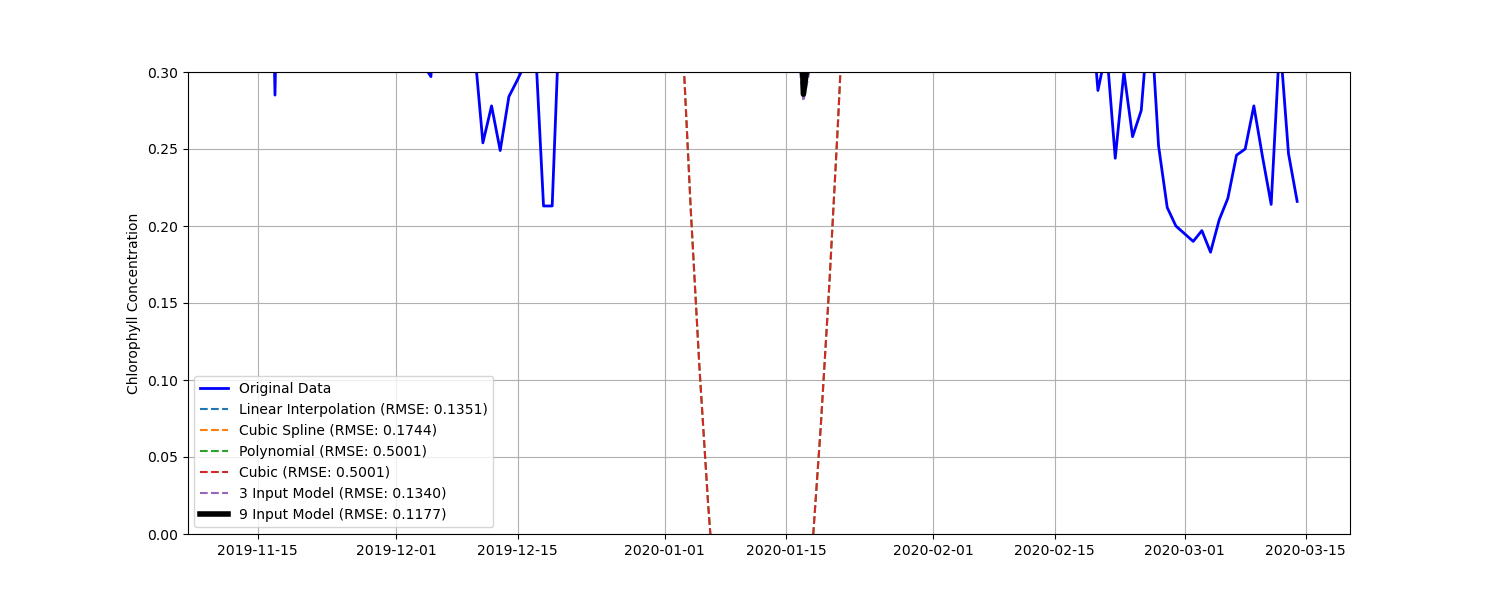 Chlorophyll Concentration
0.30
0.25
0.20
0.15
0.10
0.05
0.00
Original Data
Linear Interpolation (RMSE: 0.1351)
Cubic Spline (RMSE: 0.1744)
Polynomial (RMSE: 0.5001)
Cubic (RMSE: 0.5001)
3 Input Model (RMSE: 0.1340)
9 Input Model (RMSE: 0.1177)
2019-11-15 2019-12-01 2019-12-15 2020-01-01 2020-01-15 2020-02-01 2020-02-15 2020-03-01 2020-03-15